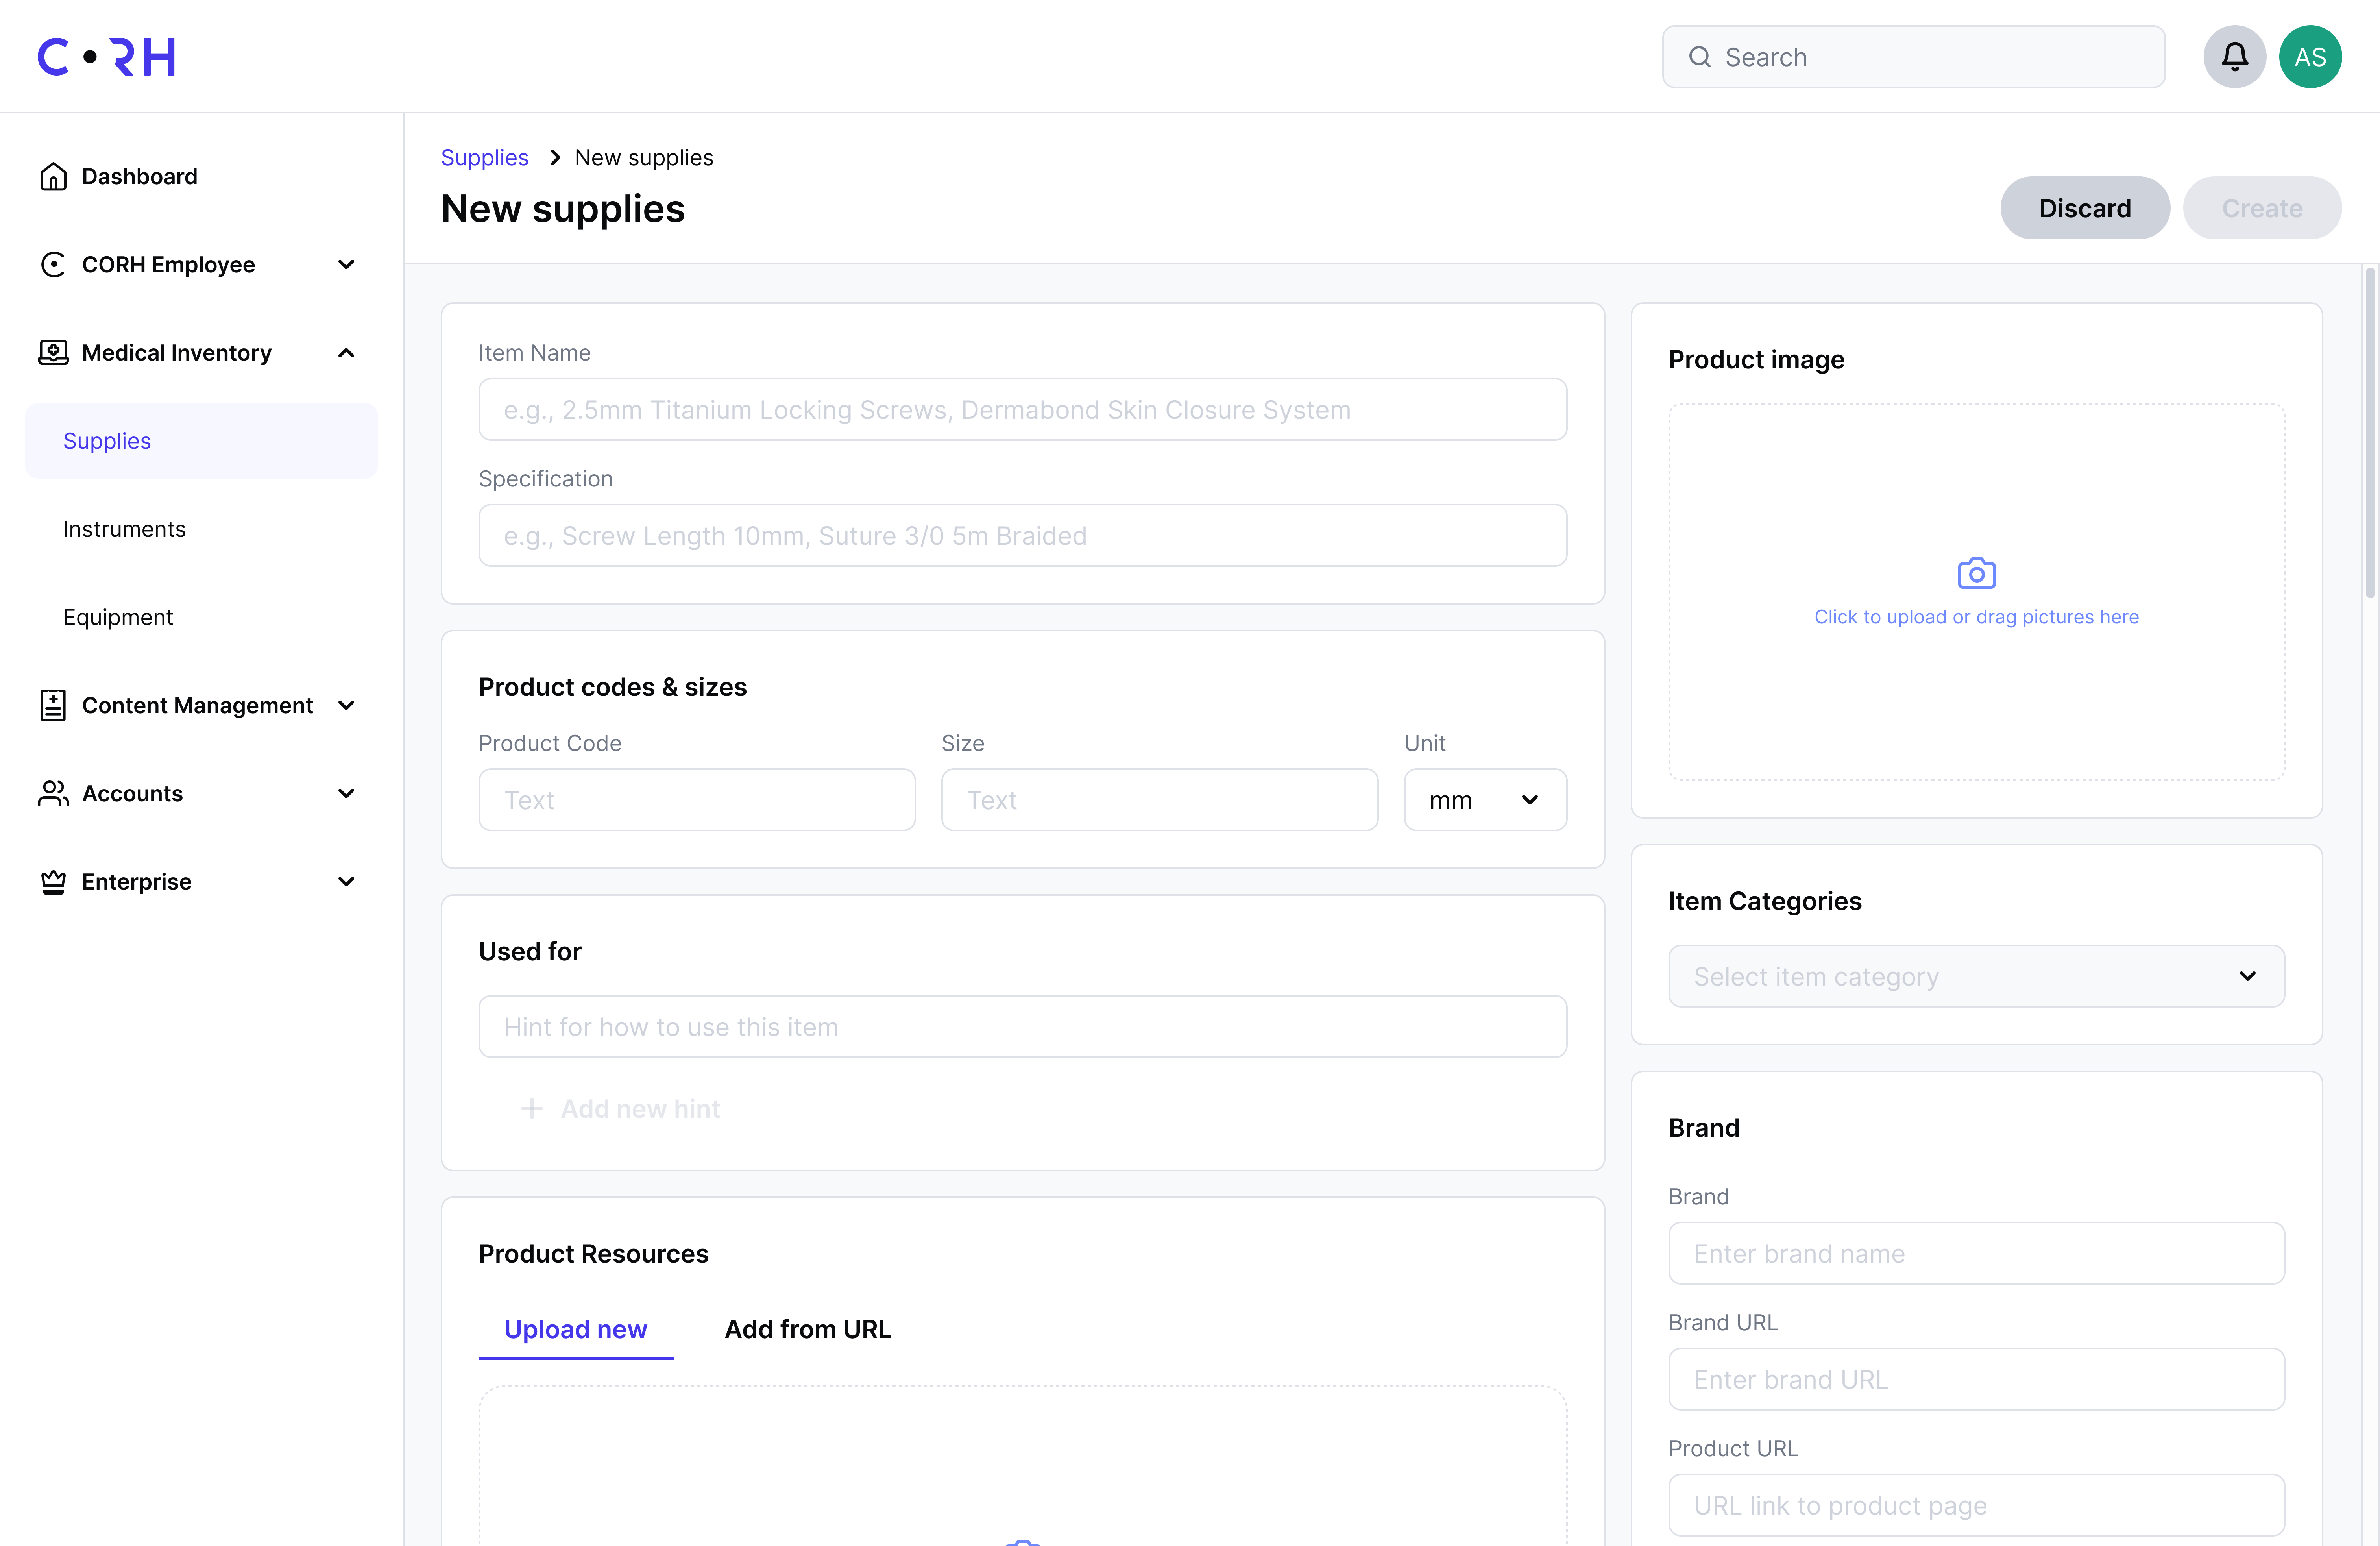 C•RH
Search
AS
Dashboard
CORH Employee
Medical Inventory
Supplies
Instruments
Equipment
Content Management
Accounts
Enterprise
Supplies > New supplies
New supplies
Discard
Create
Item Name
e.g., 2.5mm Titanium Locking Screws, Dermabond Skin Closure System
Specification
e.g., Screw Length 10mm, Suture 3/0 5m Braided
Product codes & sizes
Product Code
Size
Unit
Text
Text
mm
Used for
Hint for how to use this item
Add new hint
Product Resources
Upload new
Add from URL
Product image
Click to upload or drag pictures here
Item Categories
Select item category
Brand
Brand
Enter brand name
Brand URL
Enter brand URL
Product URL
URL link to product page